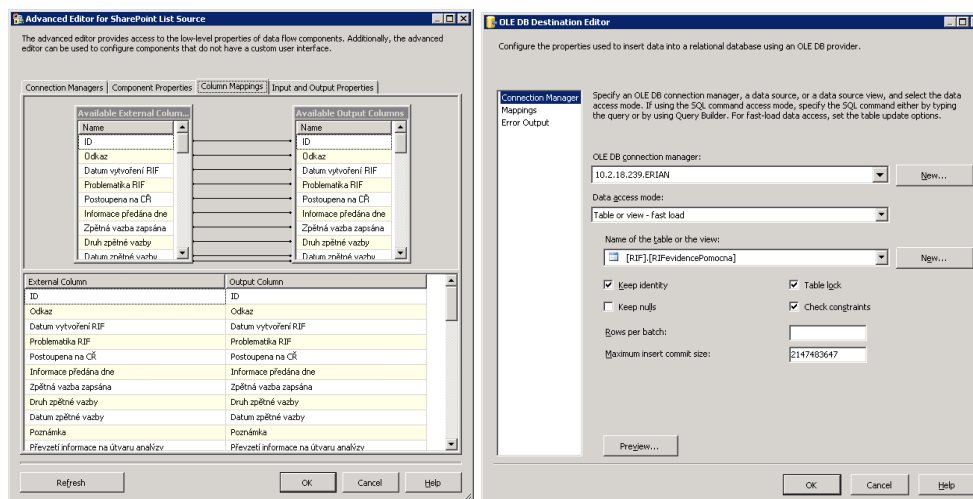 Advanced Editor for SharePoint List Source
The advanced editor provides access to the low-level properties of data flow components. Additionally, the advanced
editor can be used to configure components that do not have a custom user interface.
Connection Managers
Component Properties
Column Mappings
Input and Output Properties
Available External Colum...
Name
ID
Odkaz
Datum vytvoření RIF
Problematika RIF
Postoupena na CŘ
Informace předána dne
Zpětná vazba zapsána
Druh zpětné vazby
Datum zpětné vazby
Available Output Columns
Name
ID
Odkaz
Datum vytvoření RIF
Problematika RIF
Postoupena na CŘ
Informace předána dne
Zpětná vazba zapsána
Druh zpětné vazby
Datum zpětné vazby
External Column Output Column
ID ID
Odkaz Odkaz
Datum vytvoření RIF Datum vytvoření RIF
Problematika RIF Problematika RIF
Postoupena na CŘ Postoupena na CŘ
Informace předána dne Informace předána dne
Zpětná vazba zapsána Zpětná vazba zapsána
Druh zpětné vazby Druh zpětné vazby
Datum zpětné vazby Datum zpětné vazby
Poznámka Poznámka
Převzetí informace na útvaru analýzy Převzetí informace na útvaru analýzy
Refresh OK Cancel Help
OLE DB Destination Editor
Configure the properties used to insert data into a relational database using an OLE DB provider.
Connection Manager
Mappings
Error Output
Specify an OLE DB connection manager, a data source, or a data source view, and select the data
access mode. If using the SQL command access mode, specify the SQL command either by typing
the query or by using Query Builder. For fast-load data access, set the table update options.
OLE DB connection manager:
10.2.18.239.ERIAN New...
Data access mode:
Table or view - fast load
Name of the table or the view:
[RIF].[RIFevidencePomocna] New...
Keep identity Table lock
Keep nulls Check constraints
Rows per batch:
Maximum insert commit size: 2147483647
Preview...
OK Cancel Help